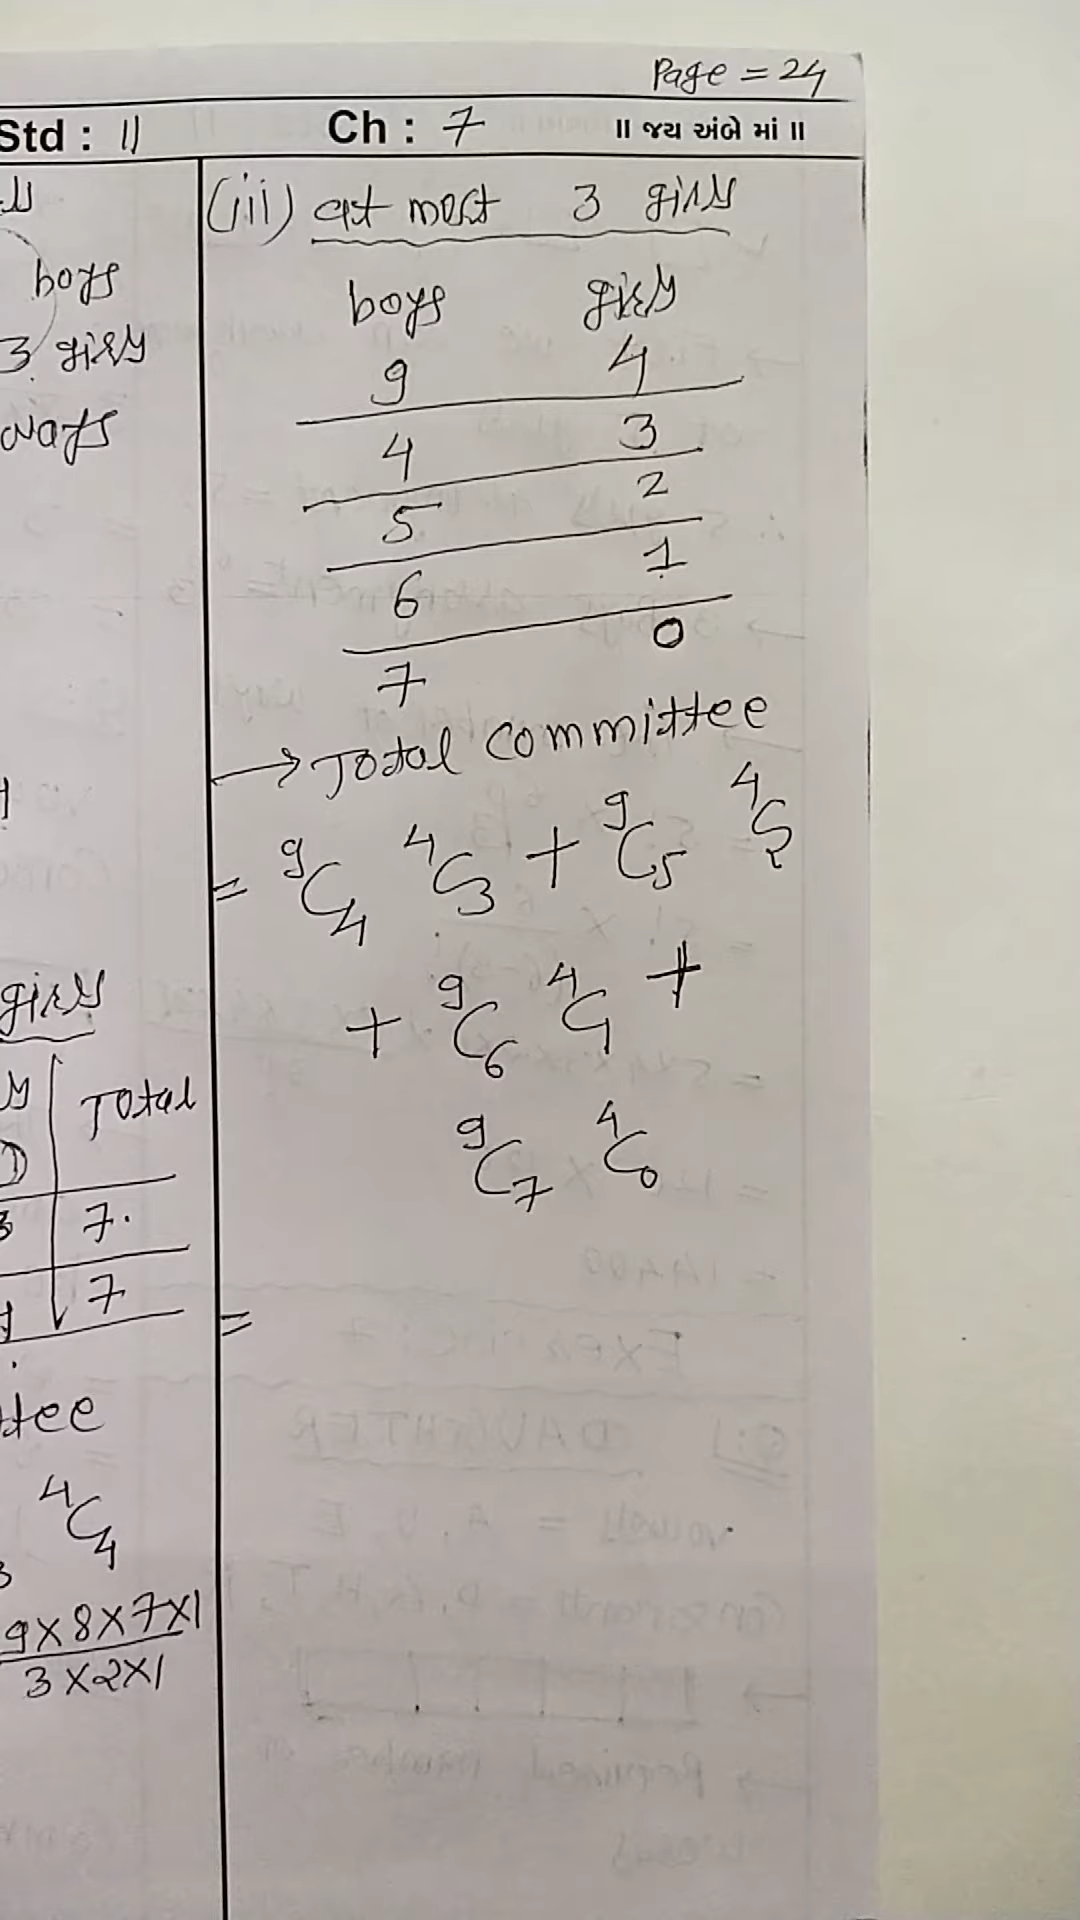 Page = 24
Std : 11 Ch : 7 ॥ જય અંબે માં ॥
boys
3 girls
ways
girls
Total
3 7.
7
ttee
⁴C₄
9×8×7×1
3×2×1
(iii) at most 3 girls
boys girls
9 4
4 3
5 2
6 1
7 0
→ Total Committee
= ⁹C₄ ⁴C₃ + ⁹C₅ ⁴C₂
+ ⁹C₆ ⁴C₁ +
⁹C₇ ⁴C₀
=